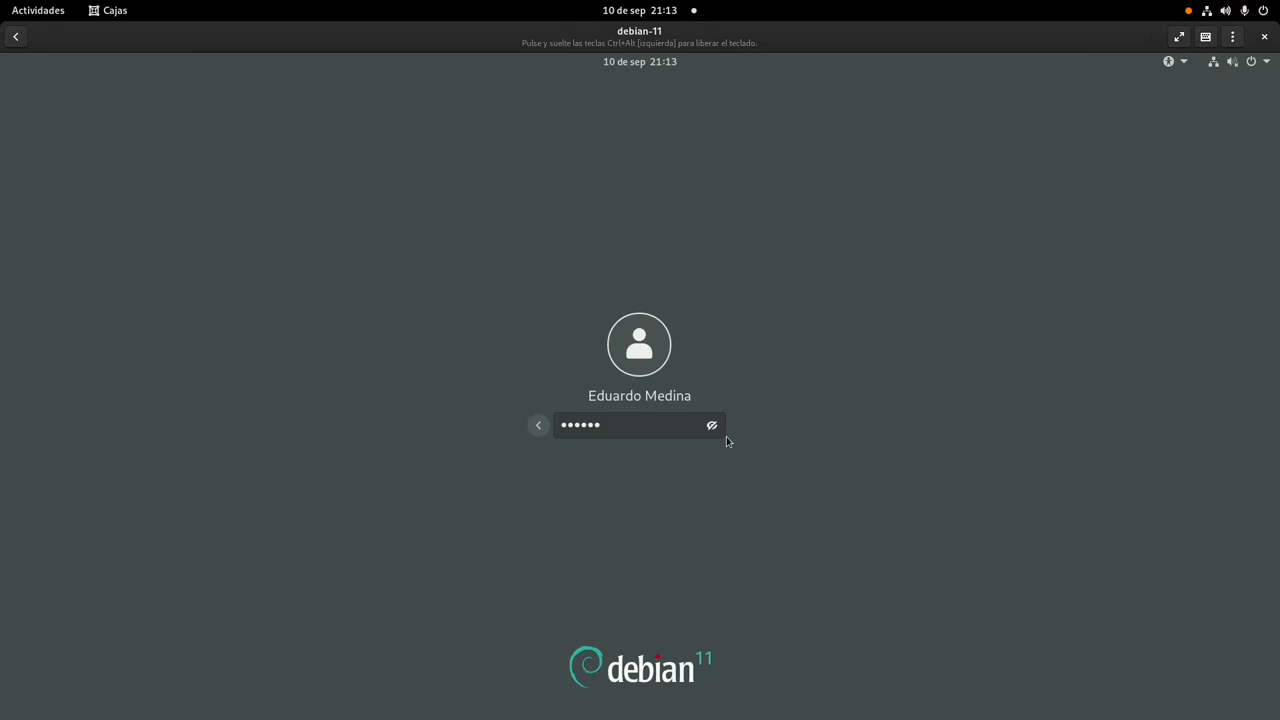 Actividades Cajas 10 de sep 21:13
debian-11
Pulse y suelte las teclas Ctrl+Alt [izquierda] para liberar el teclado.
10 de sep 21:13
Eduardo Medina
••••••
debian 11